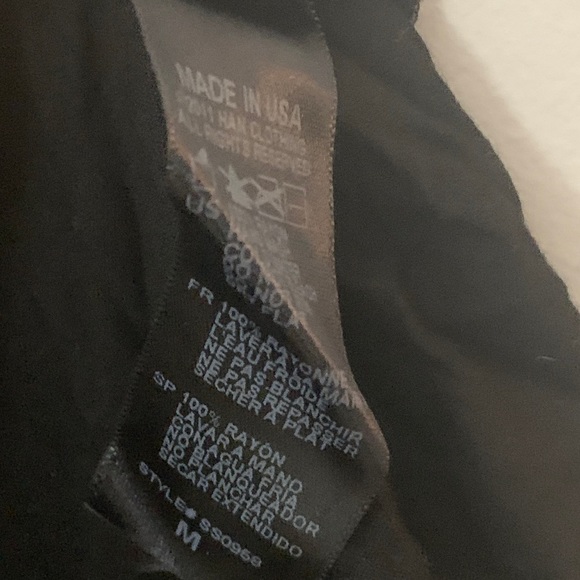 MADE IN USA
©2011 HAN CLOTHING
ALL RIGHTS RESERVED
US
FR 100% RAYONNE
LAVER À LA MAIN
L'EAU FROIDE
NE PAS BLANCHIR
NE PAS REPASSER
SECHER À PLAT
SP 100% RAYON
LAVAR A MANO
CON AGUA FRIA
NO BLANQUEADOR
NO PLANCHAR
SECAR EXTENDIDO
STYLE# SS0958
M